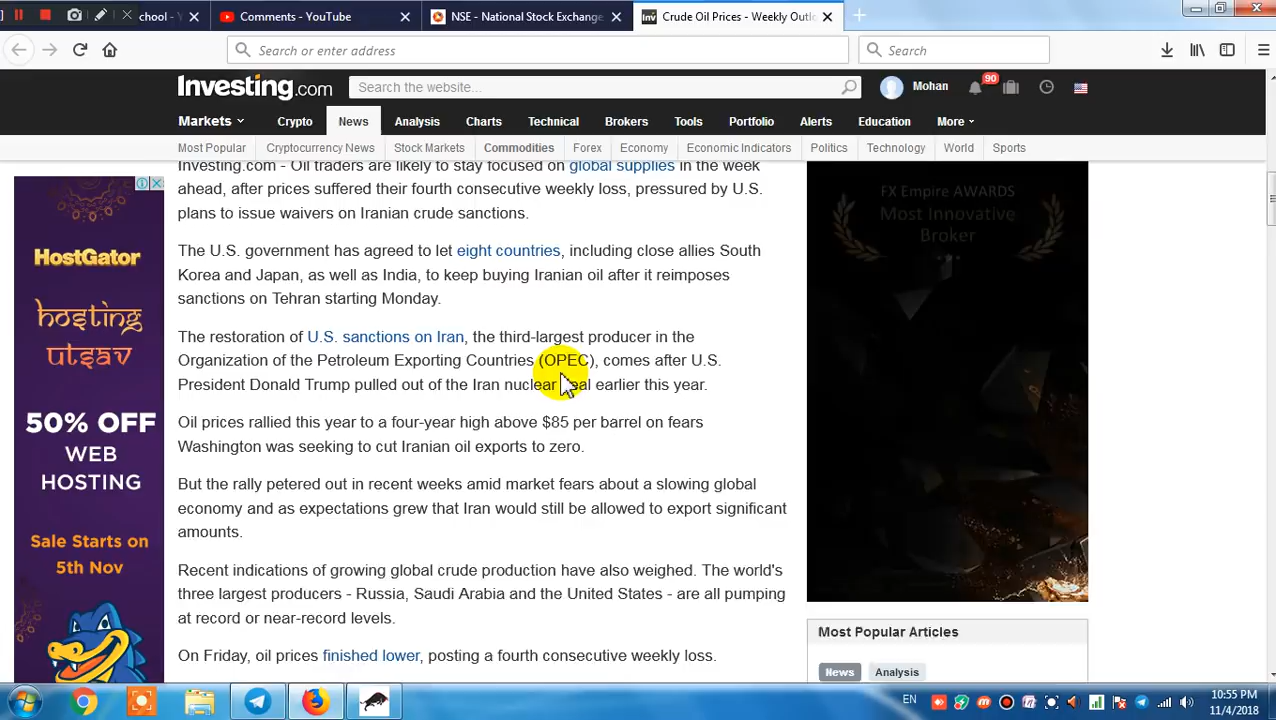 chool - Y
Comments - YouTube
NSE - National Stock Exchange
Inv Crude Oil Prices - Weekly Outlo
Search or enter address
Search
Investing.com
Search the website...
Mohan
90
Markets
Crypto
News
Analysis
Charts
Technical
Brokers
Tools
Portfolio
Alerts
Education
More
Most Popular
Cryptocurrency News
Stock Markets
Commodities
Forex
Economy
Economic Indicators
Politics
Technology
World
Sports
Investing.com - Oil traders are likely to stay focused on global supplies in the week
ahead, after prices suffered their fourth consecutive weekly loss, pressured by U.S.
plans to issue waivers on Iranian crude sanctions.
The U.S. government has agreed to let eight countries, including close allies South
Korea and Japan, as well as India, to keep buying Iranian oil after it reimposes
sanctions on Tehran starting Monday.
The restoration of U.S. sanctions on Iran, the third-largest producer in the
Organization of the Petroleum Exporting Countries (OPEC), comes after U.S.
President Donald Trump pulled out of the Iran nuclear deal earlier this year.
Oil prices rallied this year to a four-year high above $85 per barrel on fears
Washington was seeking to cut Iranian oil exports to zero.
But the rally petered out in recent weeks amid market fears about a slowing global
economy and as expectations grew that Iran would still be allowed to export significant
amounts.
Recent indications of growing global crude production have also weighed. The world's
three largest producers - Russia, Saudi Arabia and the United States - are all pumping
at record or near-record levels.
On Friday, oil prices finished lower, posting a fourth consecutive weekly loss.
HostGator
hosting
utsav
50% OFF
WEB
HOSTING
Sale Starts on
5th Nov
FX Empire AWARDS
Most Innovative
Broker
Most Popular Articles
News
Analysis
EN
10:55 PM
11/4/2018